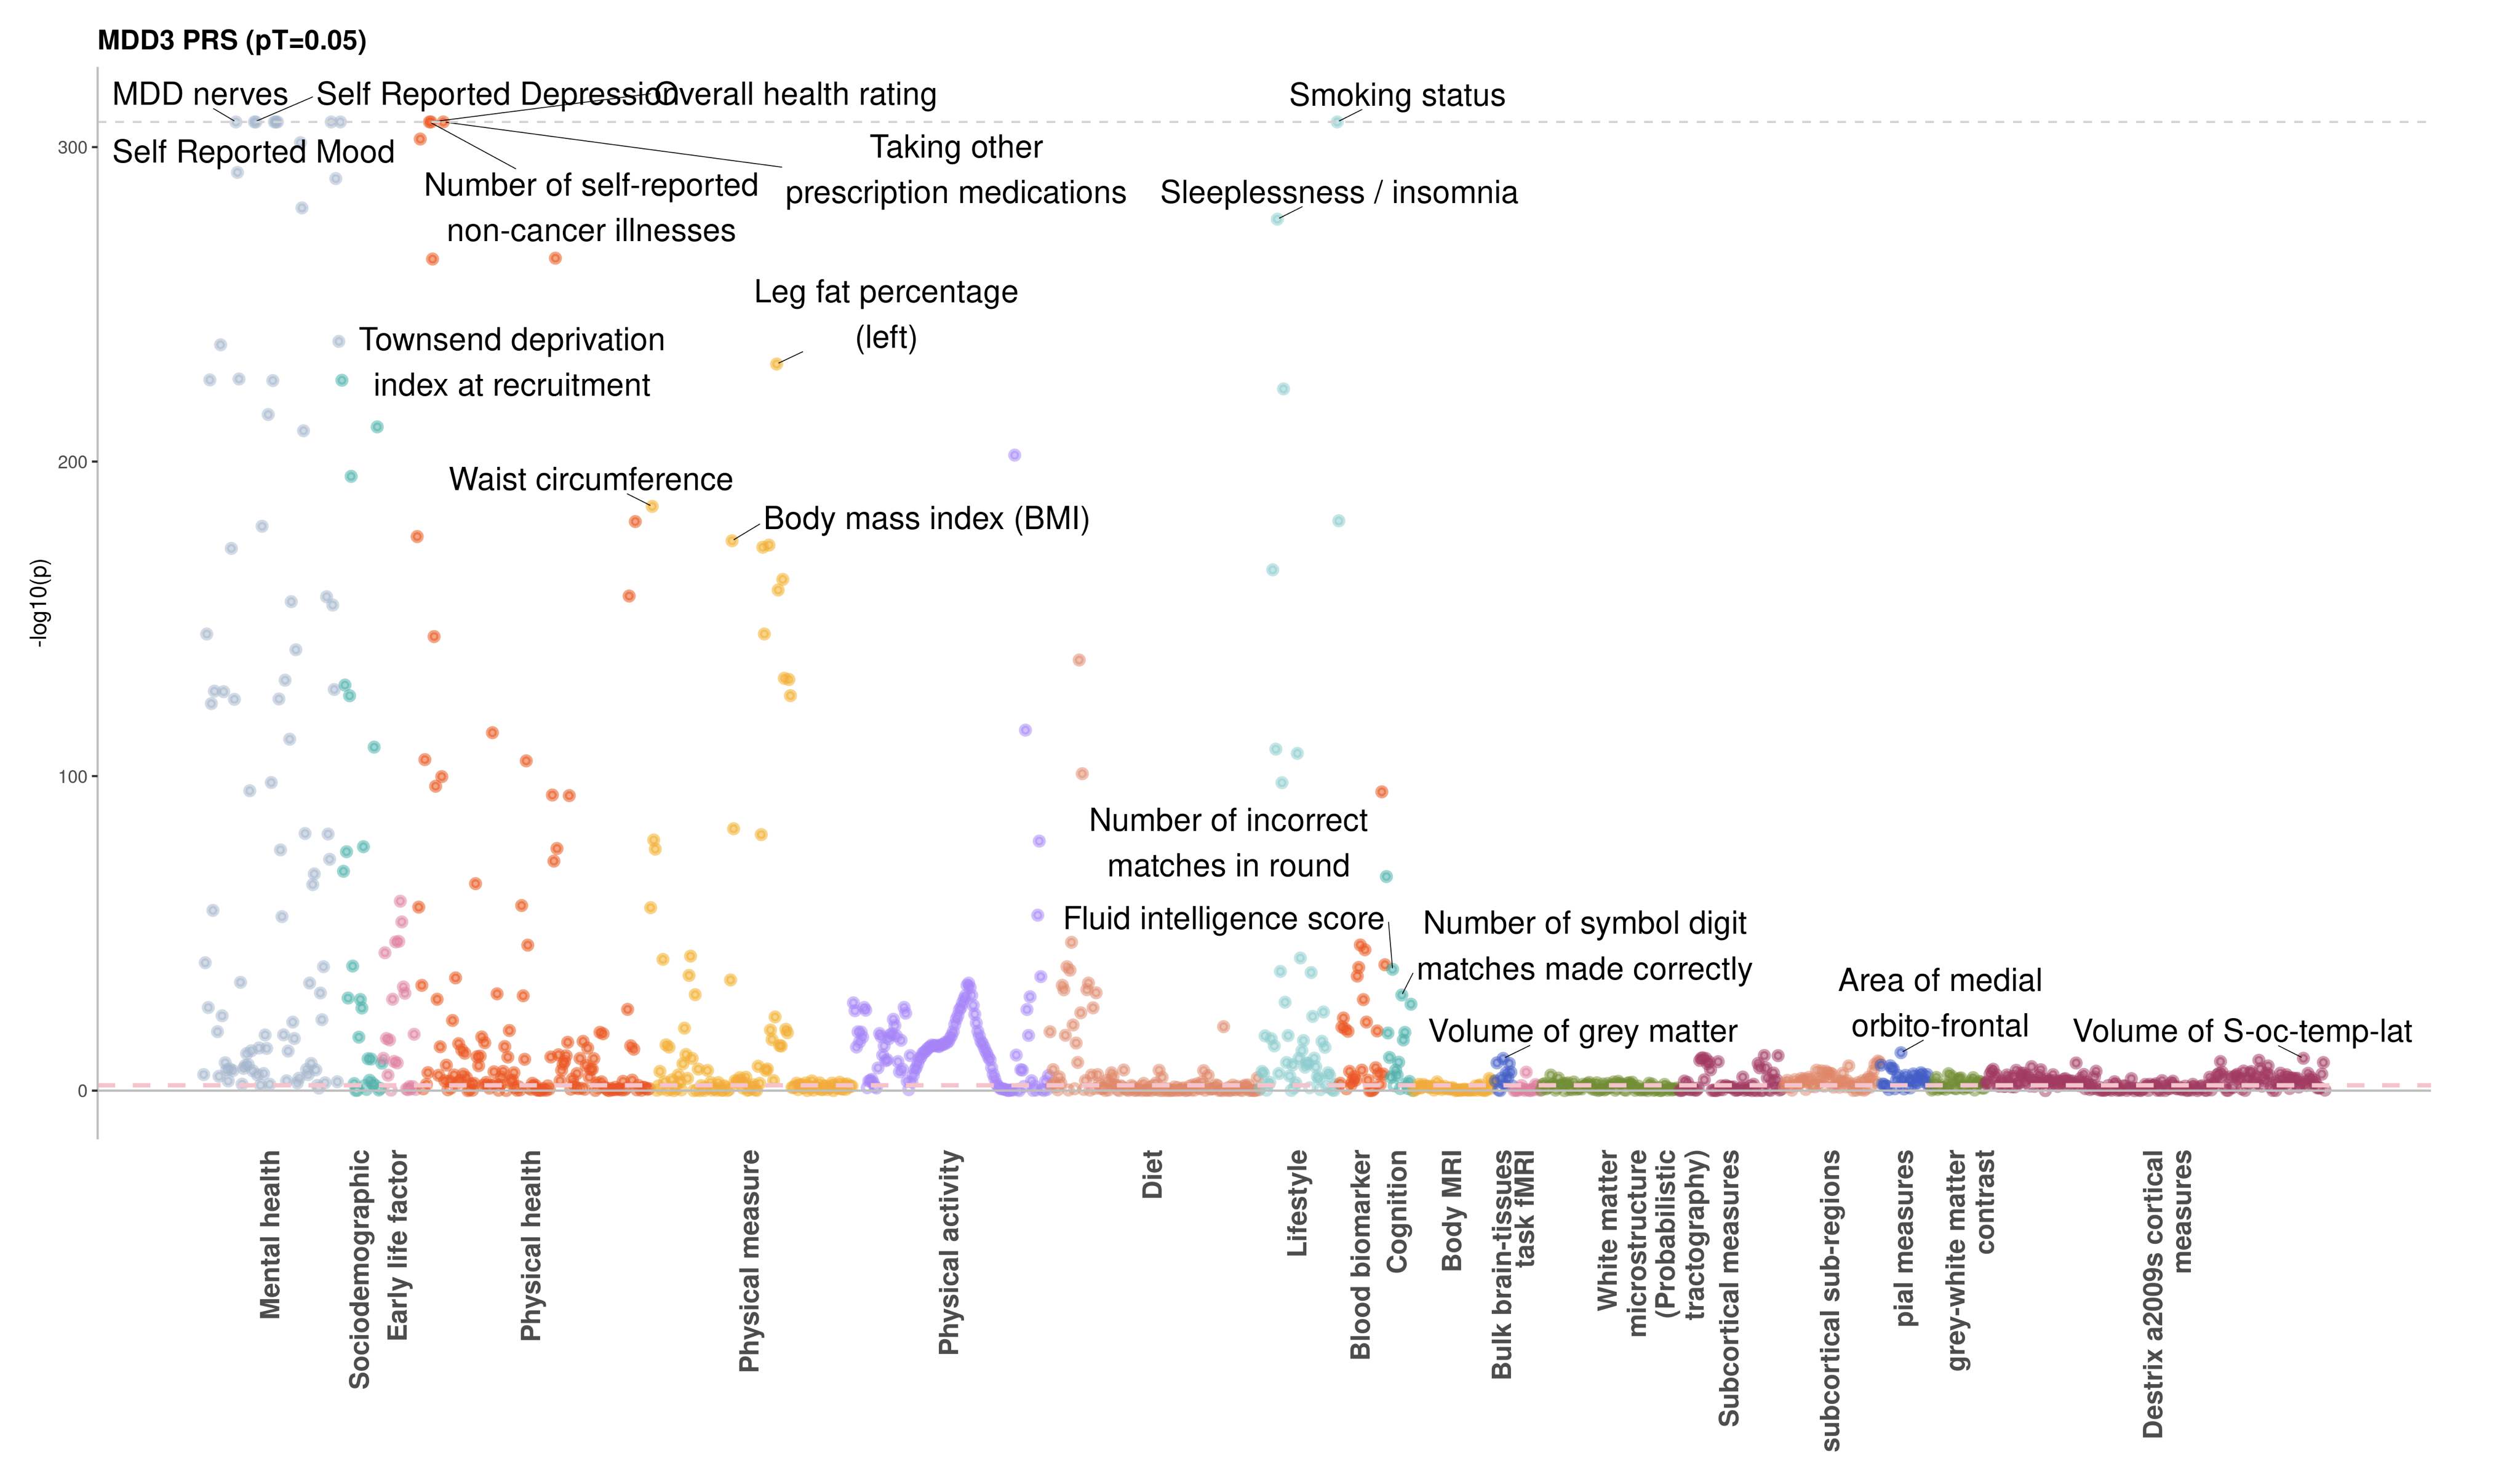 MDD3 PRS (pT=0.05)
MDD nerves
Self Reported Depression
Overall health rating
Smoking status
Self Reported Mood
Taking other
prescription medications
Number of self-reported
non-cancer illnesses
Sleeplessness / insomnia
Leg fat percentage
(left)
Townsend deprivation
index at recruitment
Waist circumference
Body mass index (BMI)
Number of incorrect
matches in round
Fluid intelligence score
Number of symbol digit
matches made correctly
Volume of grey matter
Area of medial
orbito-frontal
Volume of S-oc-temp-lat
300
200
100
0
-log10(p)
Mental health
Sociodemographic
Early life factor
Physical health
Physical measure
Physical activity
Diet
Lifestyle
Blood biomarker
Cognition
Body MRI
Bulk brain-tissues
task fMRI
White matter
microstructure
(Probabilistic
tractography)
Subcortical measures
subcortical sub-regions
pial measures
grey-white matter
contrast
Destrix a2009s cortical
measures